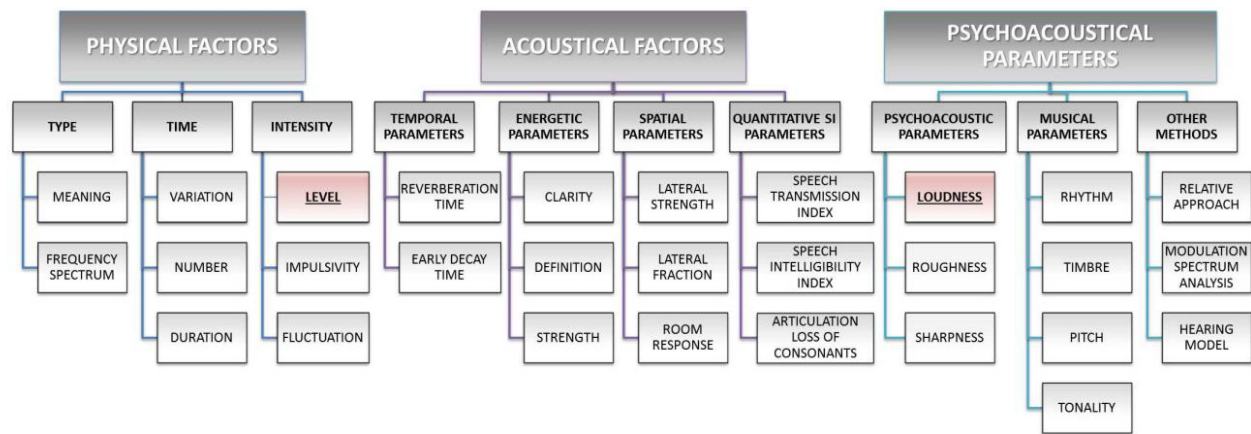 PHYSICAL FACTORS
TYPE
MEANING
FREQUENCY
SPECTRUM
TIME
VARIATION
NUMBER
DURATION
INTENSITY
LEVEL
IMPULSIVITY
FLUCTUATION
ACOUSTICAL FACTORS
TEMPORAL
PARAMETERS
REVERBERATION
TIME
EARLY DECAY
TIME
ENERGETIC
PARAMETERS
CLARITY
DEFINITION
STRENGTH
SPATIAL
PARAMETERS
LATERAL
STRENGTH
LATERAL
FRACTION
ROOM
RESPONSE
QUANTITATIVE SI
PARAMETERS
SPEECH
TRANSMISSION
INDEX
SPEECH
INTELLIGIBILITY
INDEX
ARTICULATION
LOSS OF
CONSONANTS
PSYCHOACOUSTICAL
PARAMETERS
PSYCHOACOUSTIC
PARAMETERS
LOUDNESS
ROUGHNESS
SHARPNESS
MUSICAL
PARAMETERS
RHYTHM
TIMBRE
PITCH
TONALITY
OTHER
METHODS
RELATIVE
APPROACH
MODULATION
SPECTRUM
ANALYSIS
HEARING
MODEL